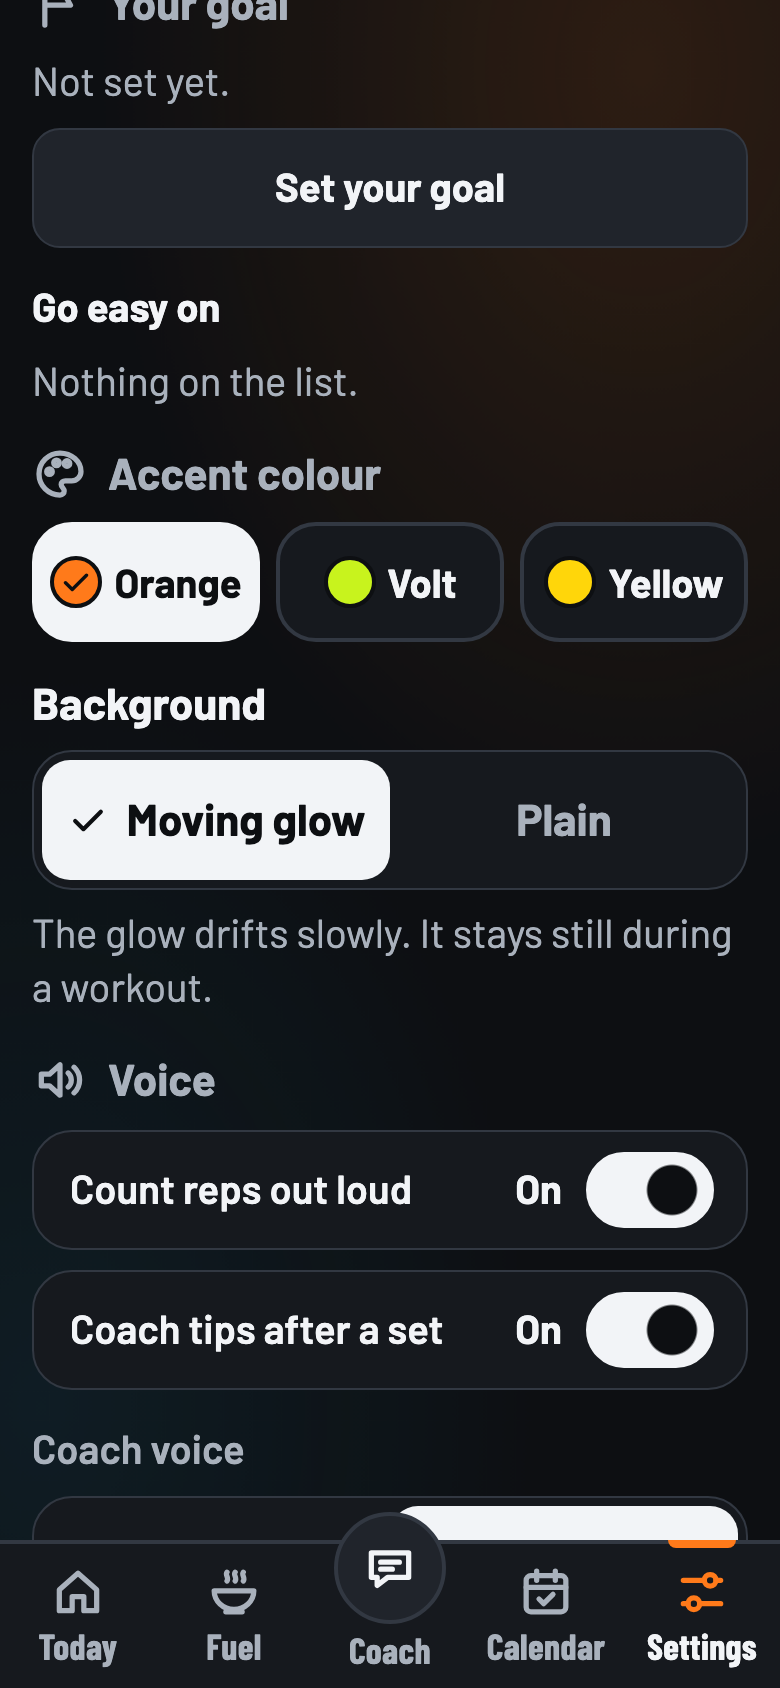 Your goal
Not set yet.
Set your goal
Go easy on
Nothing on the list.
Accent colour
Orange
Volt
Yellow
Background
Moving glow
Plain
The glow drifts slowly. It stays still during
a workout.
Voice
Count reps out loud
On
Coach tips after a set
On
Coach voice
Today
Fuel
Coach
Calendar
Settings